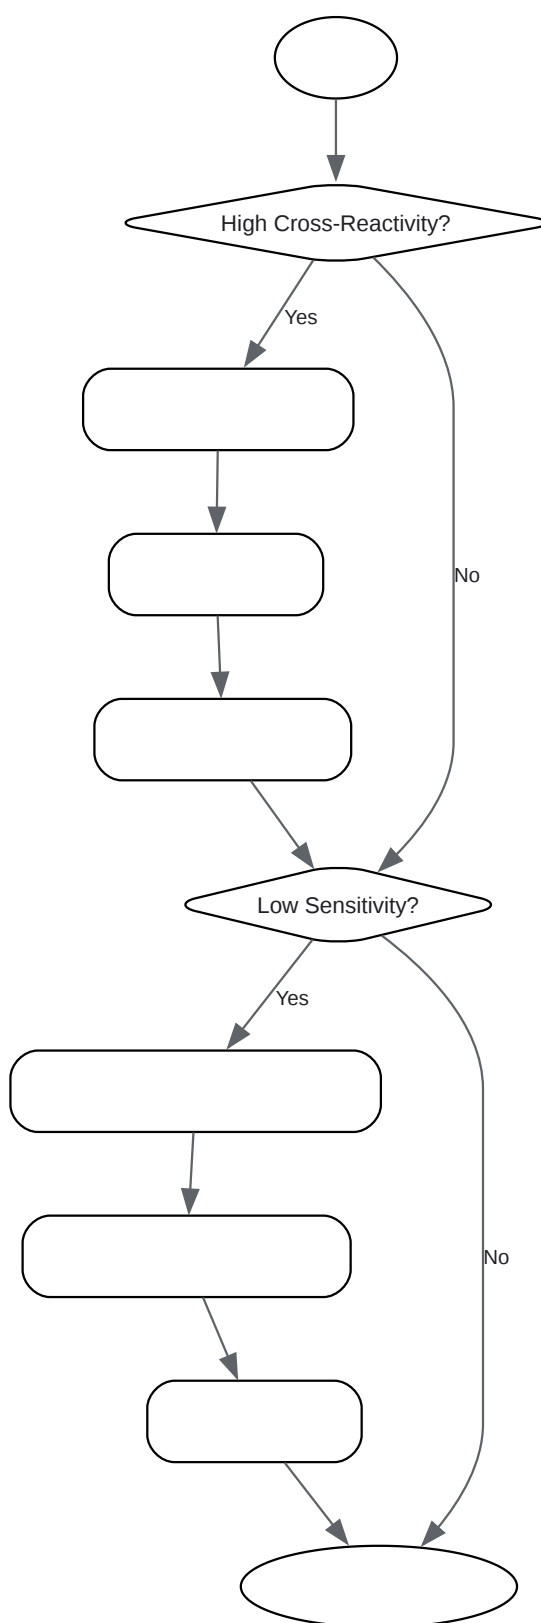 High Cross-Reactivity?
Yes
No
Low Sensitivity?
Yes
No